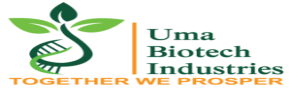 Uma
Biotech
Industries
TOGETHER WE PROSPER